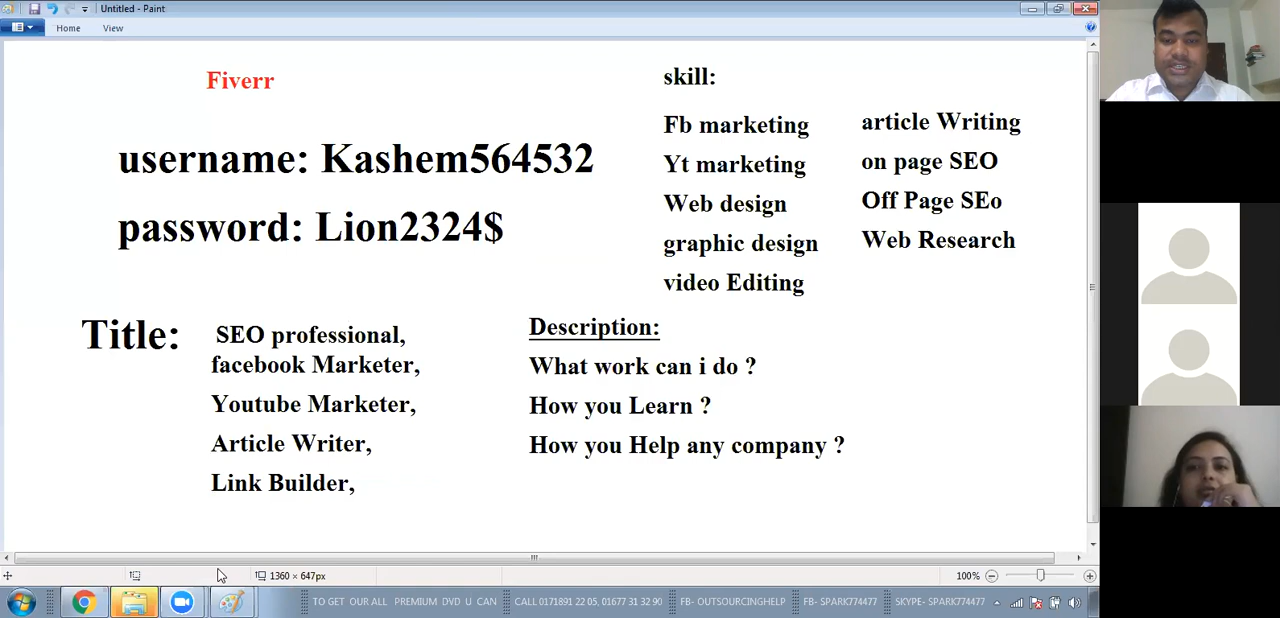 Untitled - Paint
Home View
Fiverr
username: Kashem564532
password: Lion2324$
skill:
Fb marketing
Yt marketing
Web design
graphic design
video Editing
article Writing
on page SEO
Off Page SEo
Web Research
Title:
SEO professional,
facebook Marketer,
Youtube Marketer,
Article Writer,
Link Builder,
Description:
What work can i do ?
How you Learn ?
How you Help any company ?
1360 × 647px
100%
TO GET OUR ALL PREMIUM DVD U CAN
CALL 0171891 22 05, 01677 31 32 90
FB- OUTSOURCINGHELP
FB- SPARK774477
SKYPE- SPARK774477